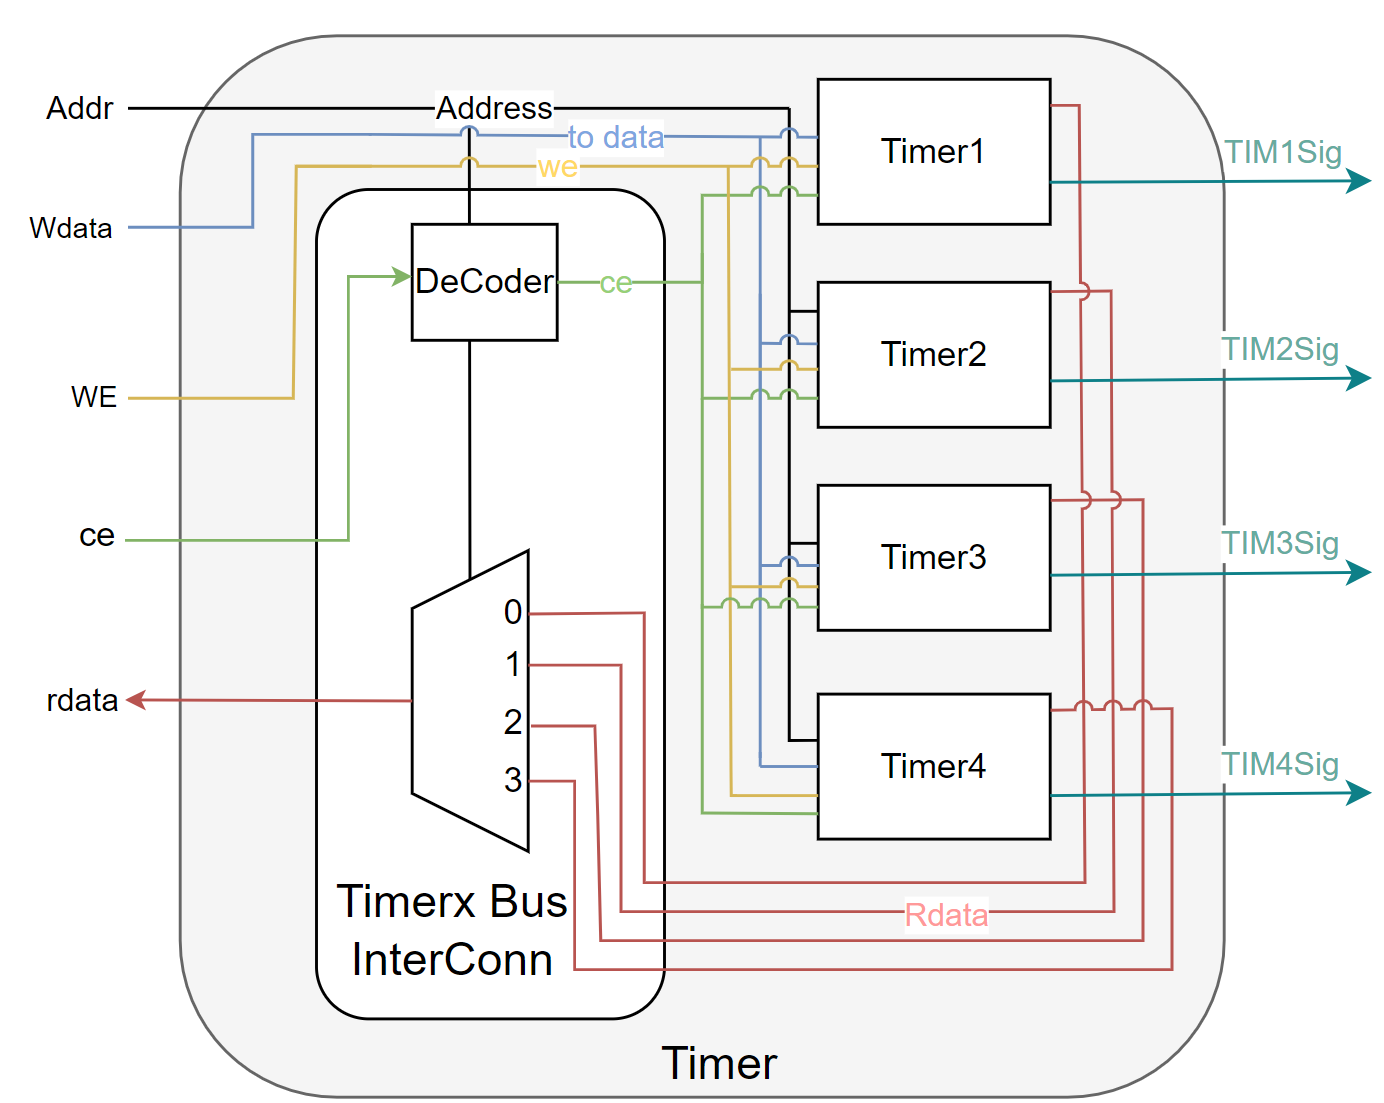 Addr
Address
to data
we
Timer1
TIM1Sig
Wdata
DeCoder
ce
Timer2
TIM2Sig
WE
ce
Timer3
TIM3Sig
0
1
2
3
rdata
Timer4
TIM4Sig
Timerx Bus
InterConn
Rdata
Timer